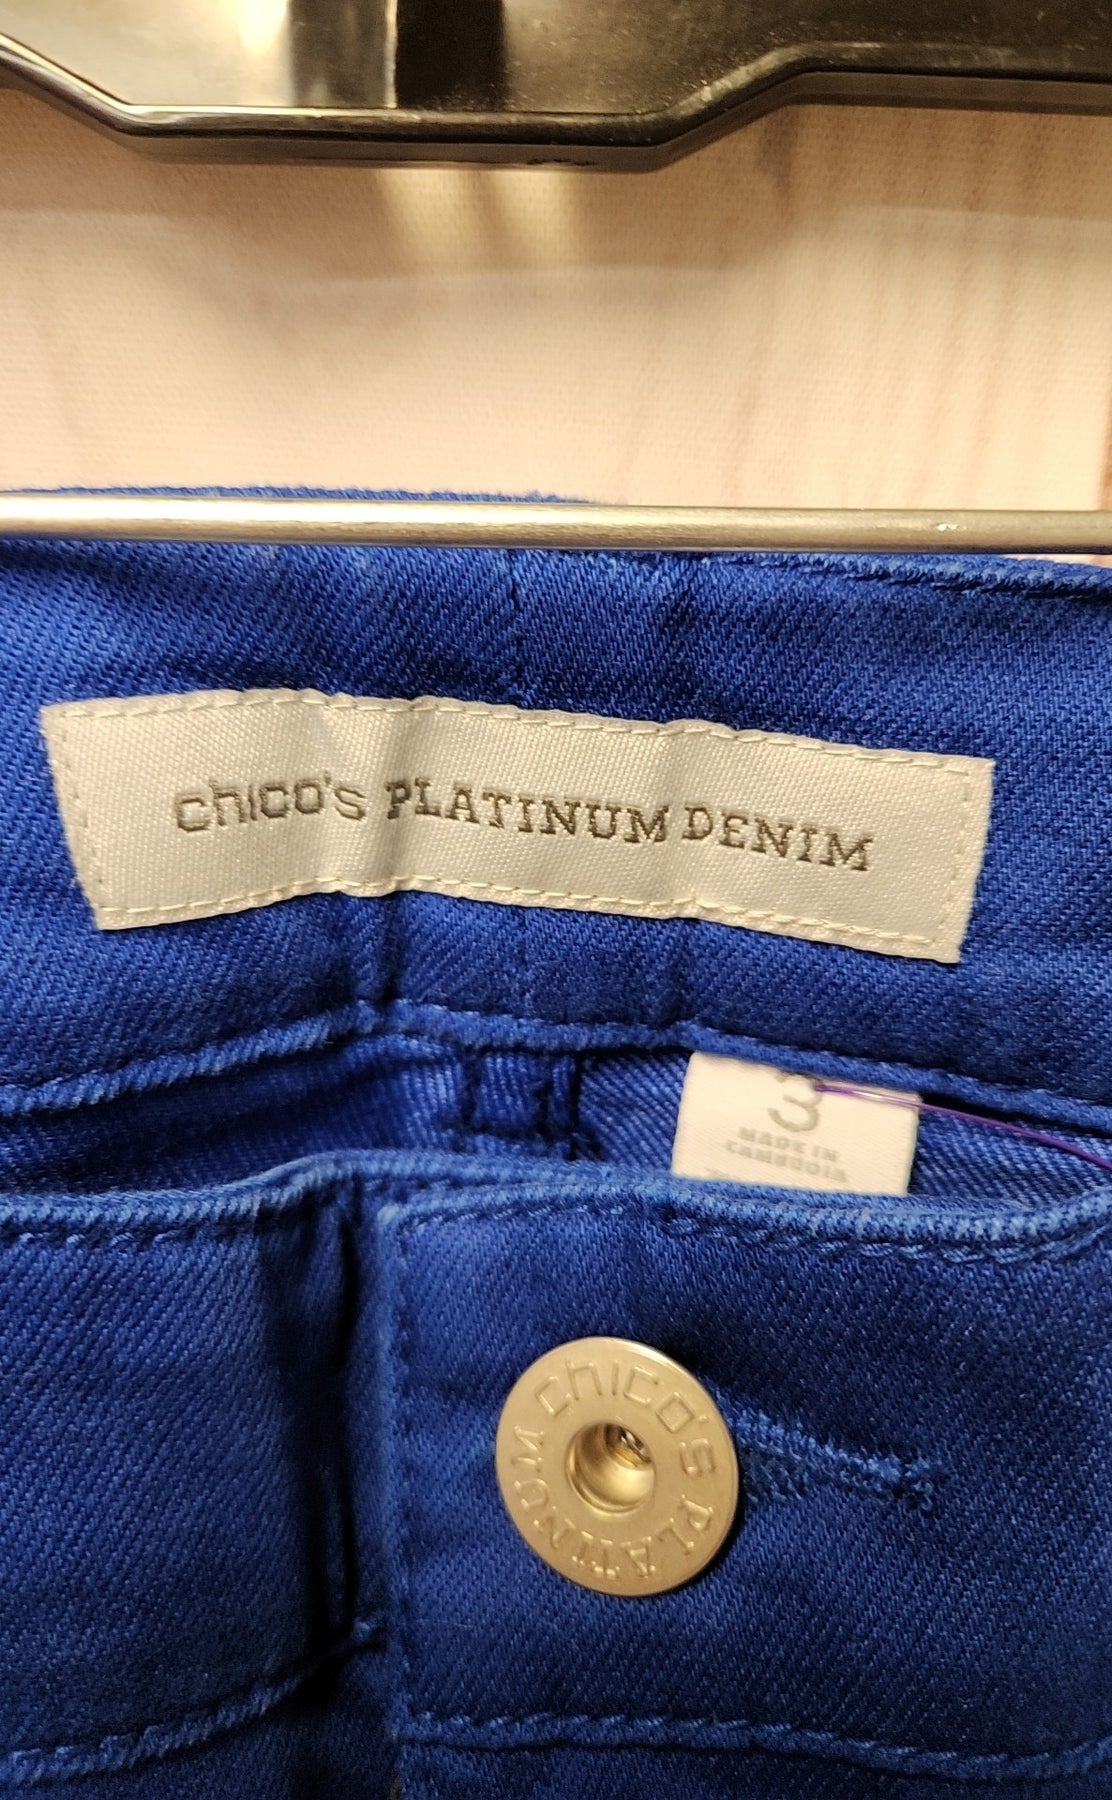 chico's PLATINUM DENIM
3
MADE IN
CAMBODIA
chico's PLATINUM